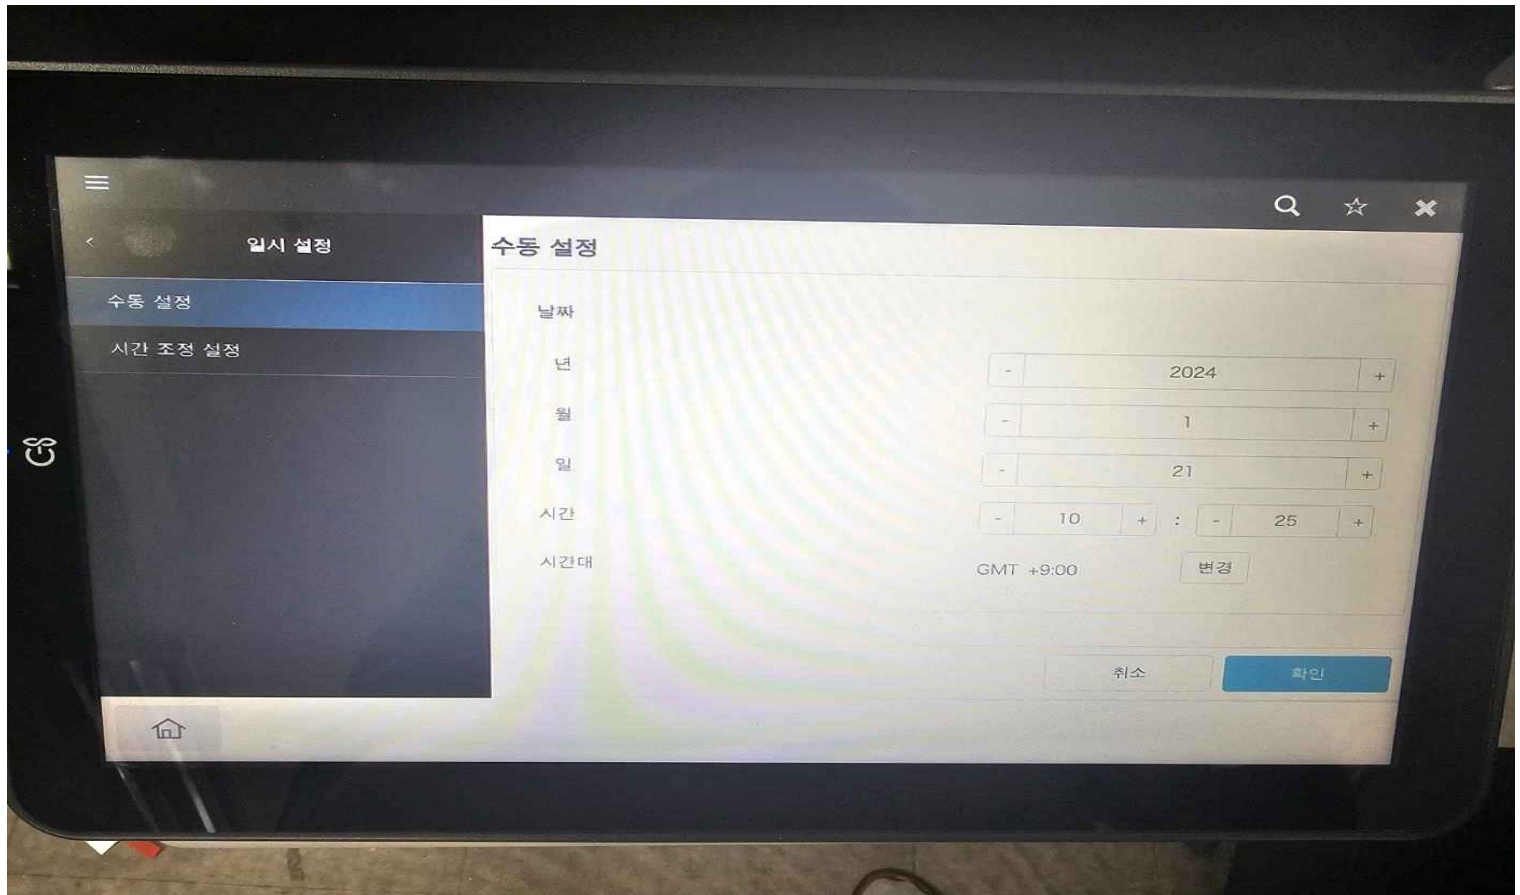 일시 설정
수동 설정
시간 조정 설정
수동 설정
날짜
년
- 2024 +
월
- 1 +
일
- 21 +
시간
- 10 + : - 25 +
시간대
GMT +9:00 변경
취소 확인